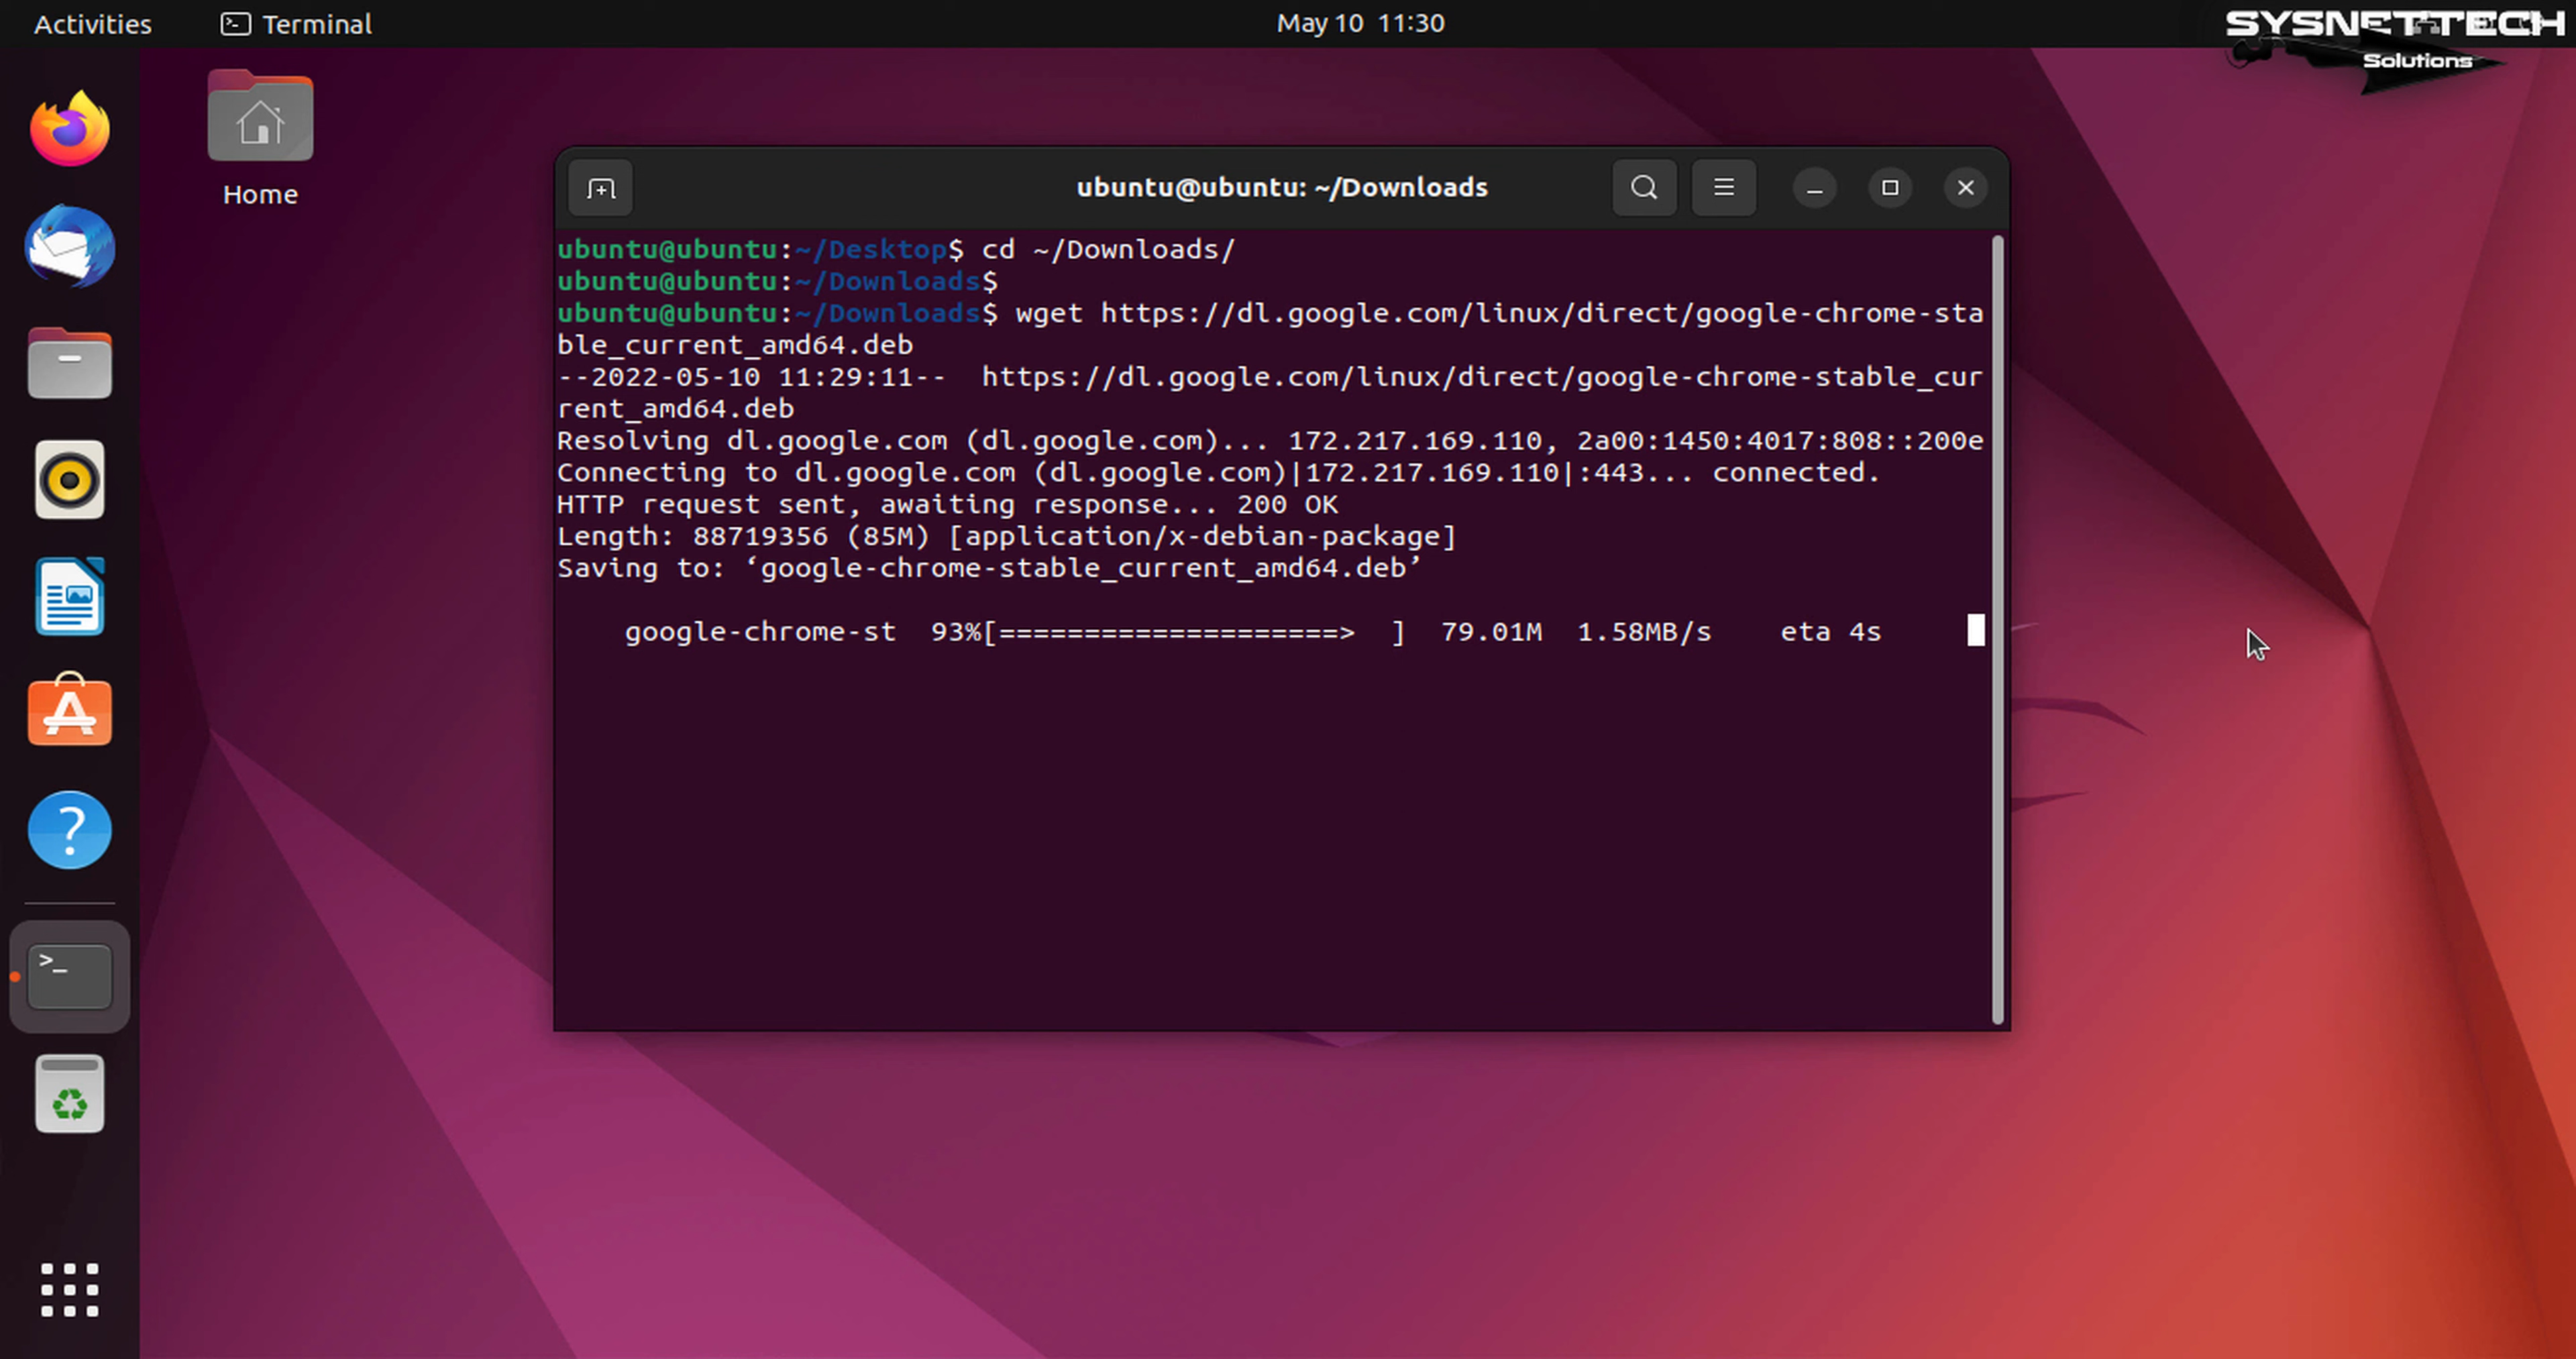 Activities
Terminal
May 10 11:30
SYSNETTECH
Solutions
Home
ubuntu@ubuntu: ~/Downloads
ubuntu@ubuntu:~/Desktop$ cd ~/Downloads/
ubuntu@ubuntu:~/Downloads$
ubuntu@ubuntu:~/Downloads$ wget https://dl.google.com/linux/direct/google-chrome-sta
ble_current_amd64.deb
--2022-05-10 11:29:11--  https://dl.google.com/linux/direct/google-chrome-stable_cur
rent_amd64.deb
Resolving dl.google.com (dl.google.com)... 172.217.169.110, 2a00:1450:4017:808::200e
Connecting to dl.google.com (dl.google.com)|172.217.169.110|:443... connected.
HTTP request sent, awaiting response... 200 OK
Length: 88719356 (85M) [application/x-debian-package]
Saving to: ‘google-chrome-stable_current_amd64.deb’
google-chrome-st  93%[====================>  ]  79.01M  1.58MB/s    eta 4s